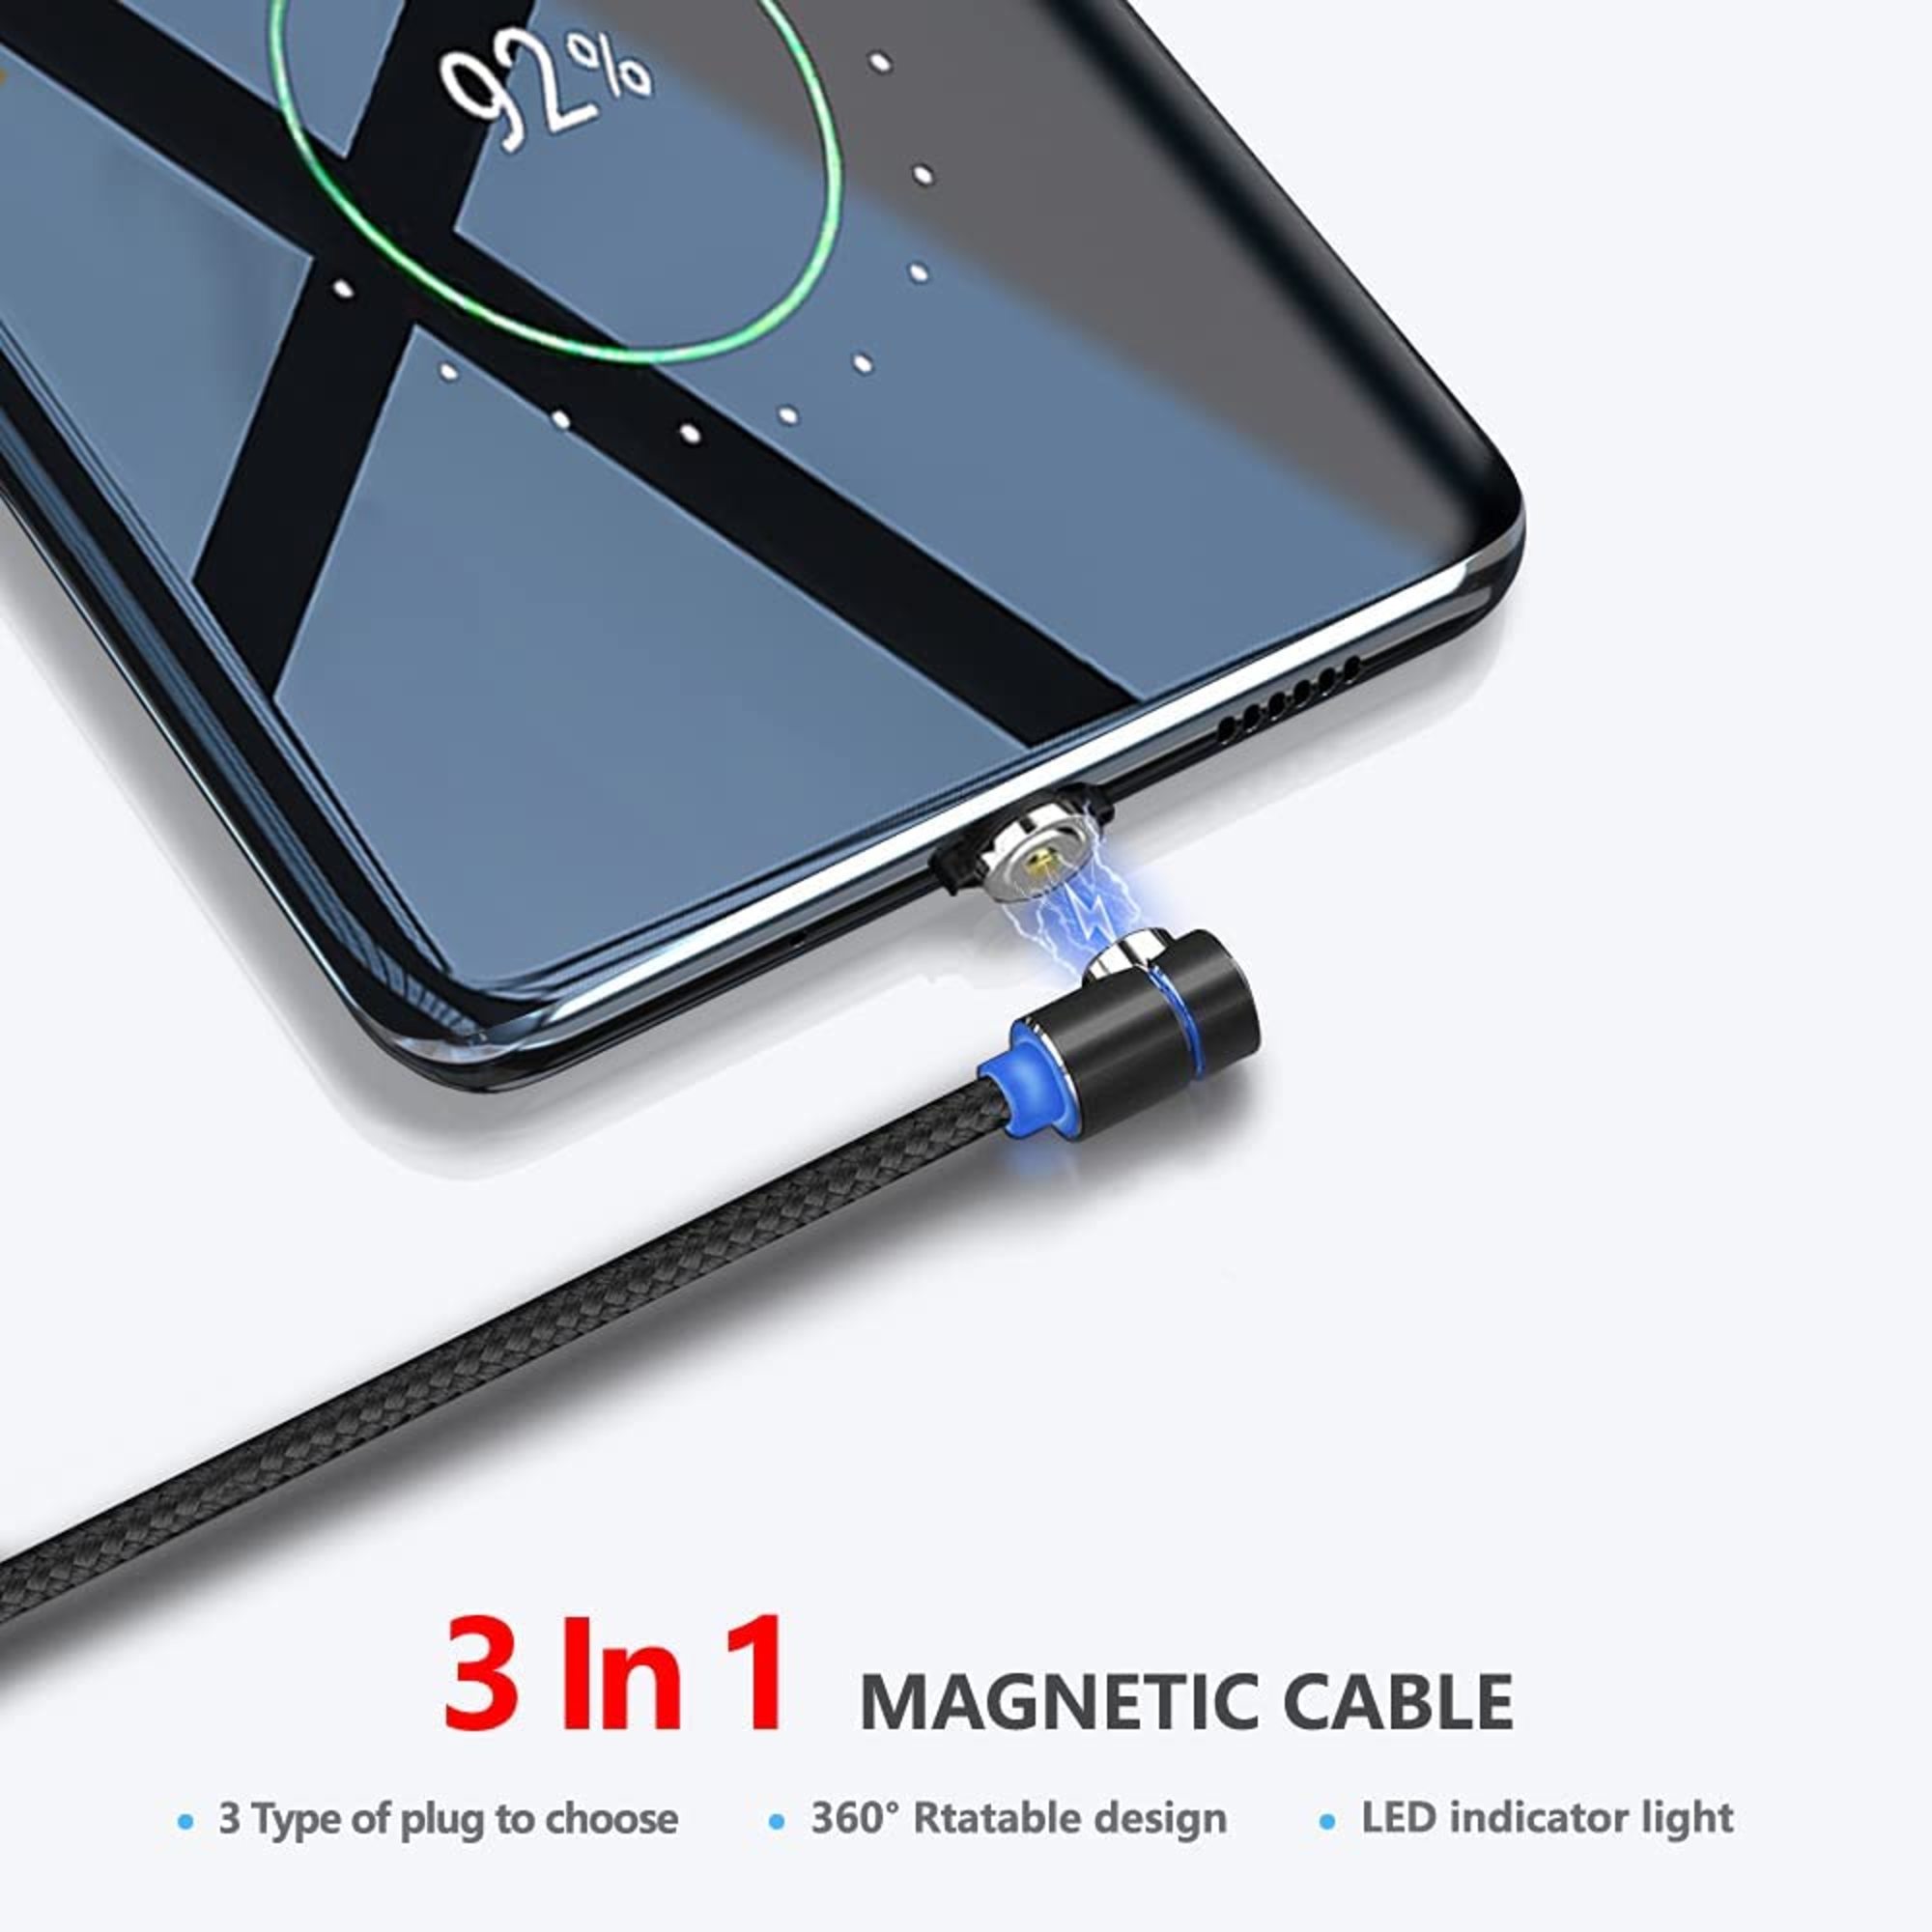 92%
3 In 1 MAGNETIC CABLE
3 Type of plug to choose
360° Rtatable design
LED indicator light